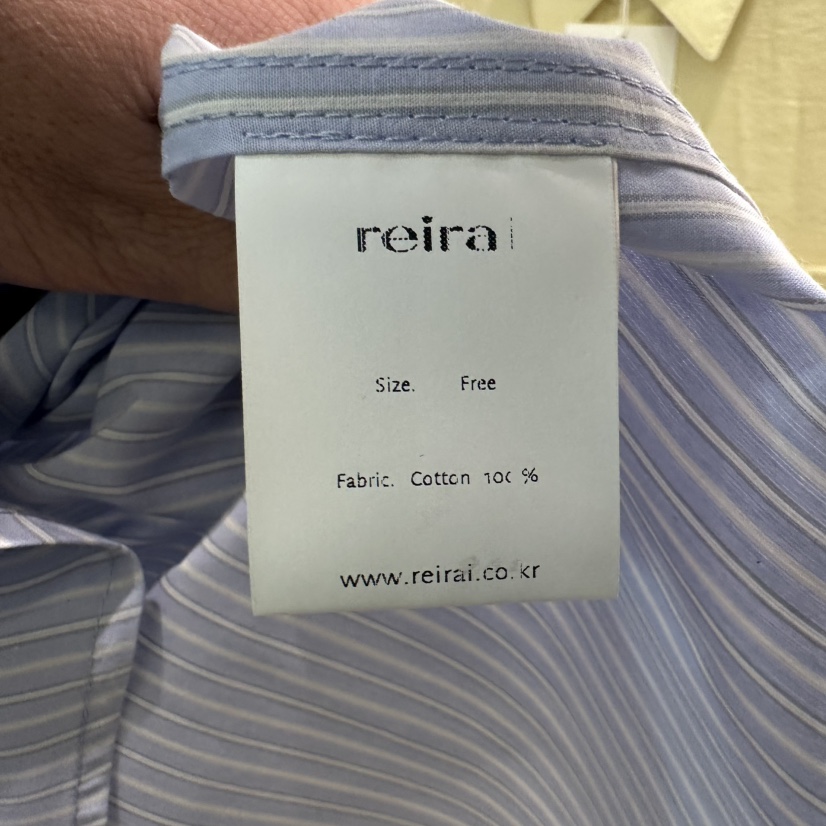 reirai
Size. Free
Fabric. Cotton 100 %
www.reirai.co.kr